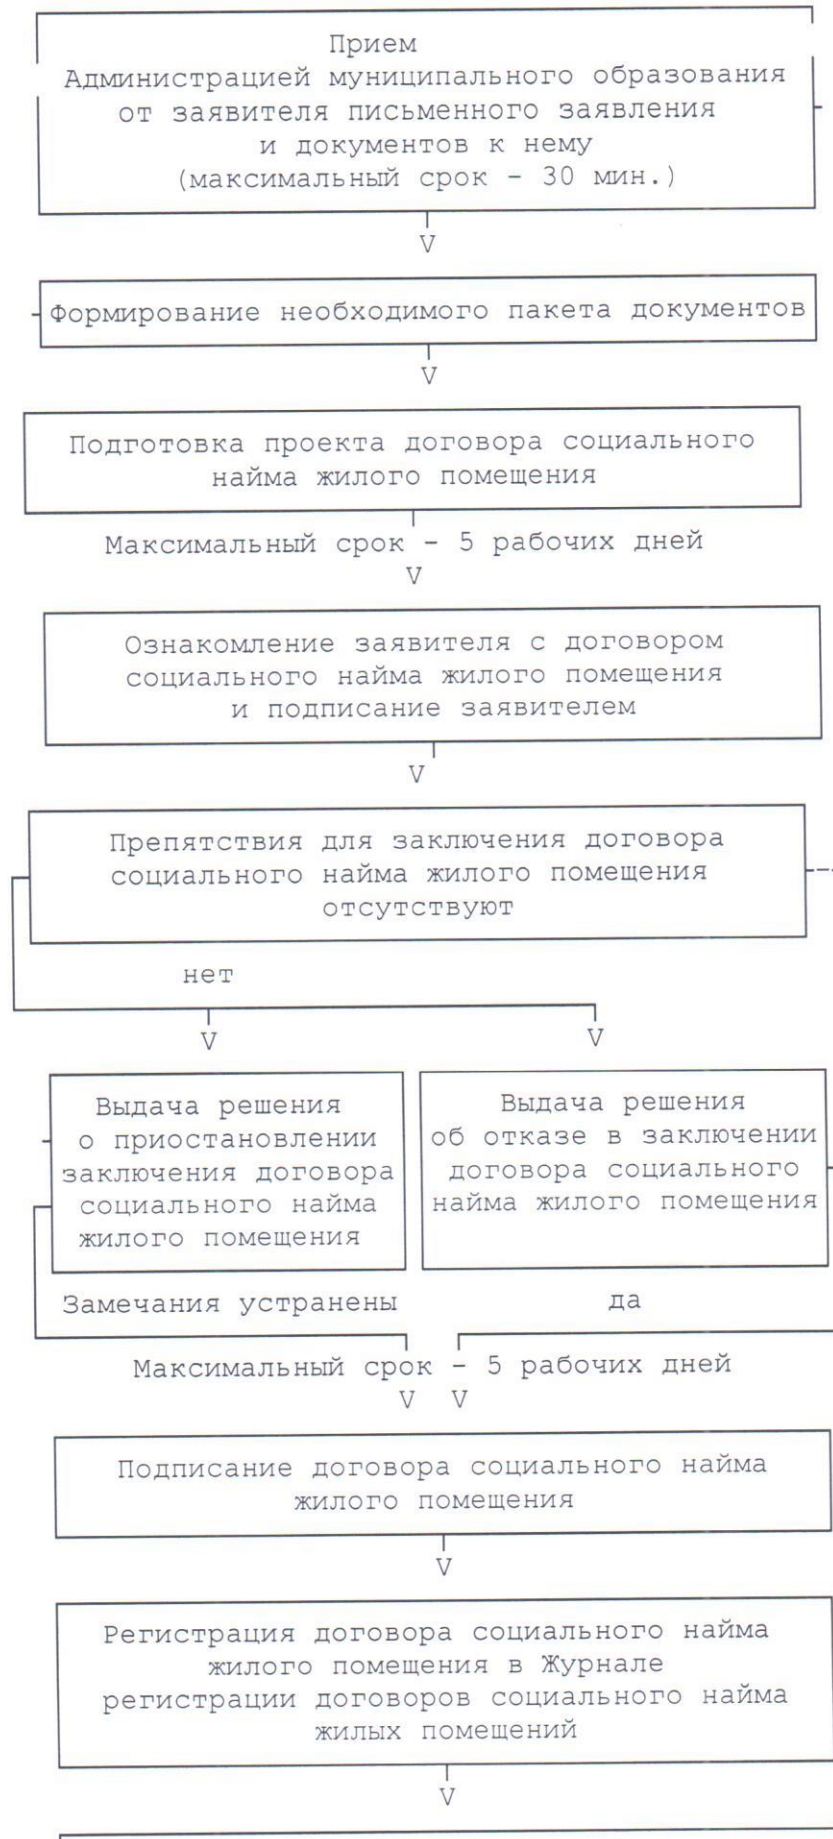 Прием
Администрацией муниципального образования
от заявителя письменного заявления
и документов к нему
(максимальный срок - 30 мин.)
V
Формирование необходимого пакета документов
V
Подготовка проекта договора социального
найма жилого помещения
Максимальный срок - 5 рабочих дней
V
Ознакомление заявителя с договором
социального найма жилого помещения
и подписание заявителем
V
Препятствия для заключения договора
социального найма жилого помещения
отсутствуют
нет
V V
Выдача решения
о приостановлении
заключения договора
социального найма
жилого помещения
Выдача решения
об отказе в заключении
договора социального
найма жилого помещения
Замечания устранены
да
Максимальный срок - 5 рабочих дней
V V
Подписание договора социального найма
жилого помещения
V
Регистрация договора социального найма
жилого помещения в Журнале
регистрации договоров социального найма
жилых помещений
V